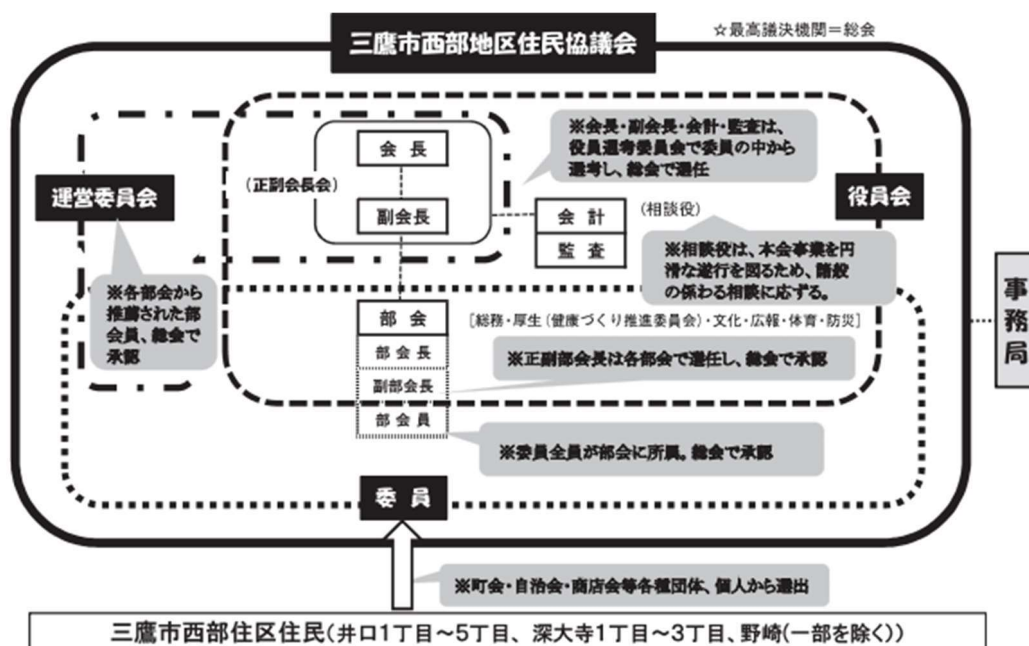 三鷹市西部地区住民協議会
☆最高議決機関=総会
※会長・副会長・会計・監査は、
役員選考委員会で委員の中から
選考し、総会で選任
会長
(正副会長会)
副会長
運営委員会
役員会
会計
監査
(相談役)
※相談役は、本会事業を円
滑な遂行を図るため、諸般
の係わる相談に応ずる。
※各部会から
推薦された部
会員、総会で
承認
事務局
部会
[総務・厚生(健康づくり推進委員会)・文化・広報・体育・防災]
部会長
※正副部会長は各部会で選任し、総会で承認
副部会長
部会員
※委員全員が部会に所属。総会で承認
委員
※町会・自治会・商店会等各種団体、個人から選出
三鷹市西部住区住民(井口1丁目〜5丁目、深大寺1丁目〜3丁目、野崎(一部を除く))